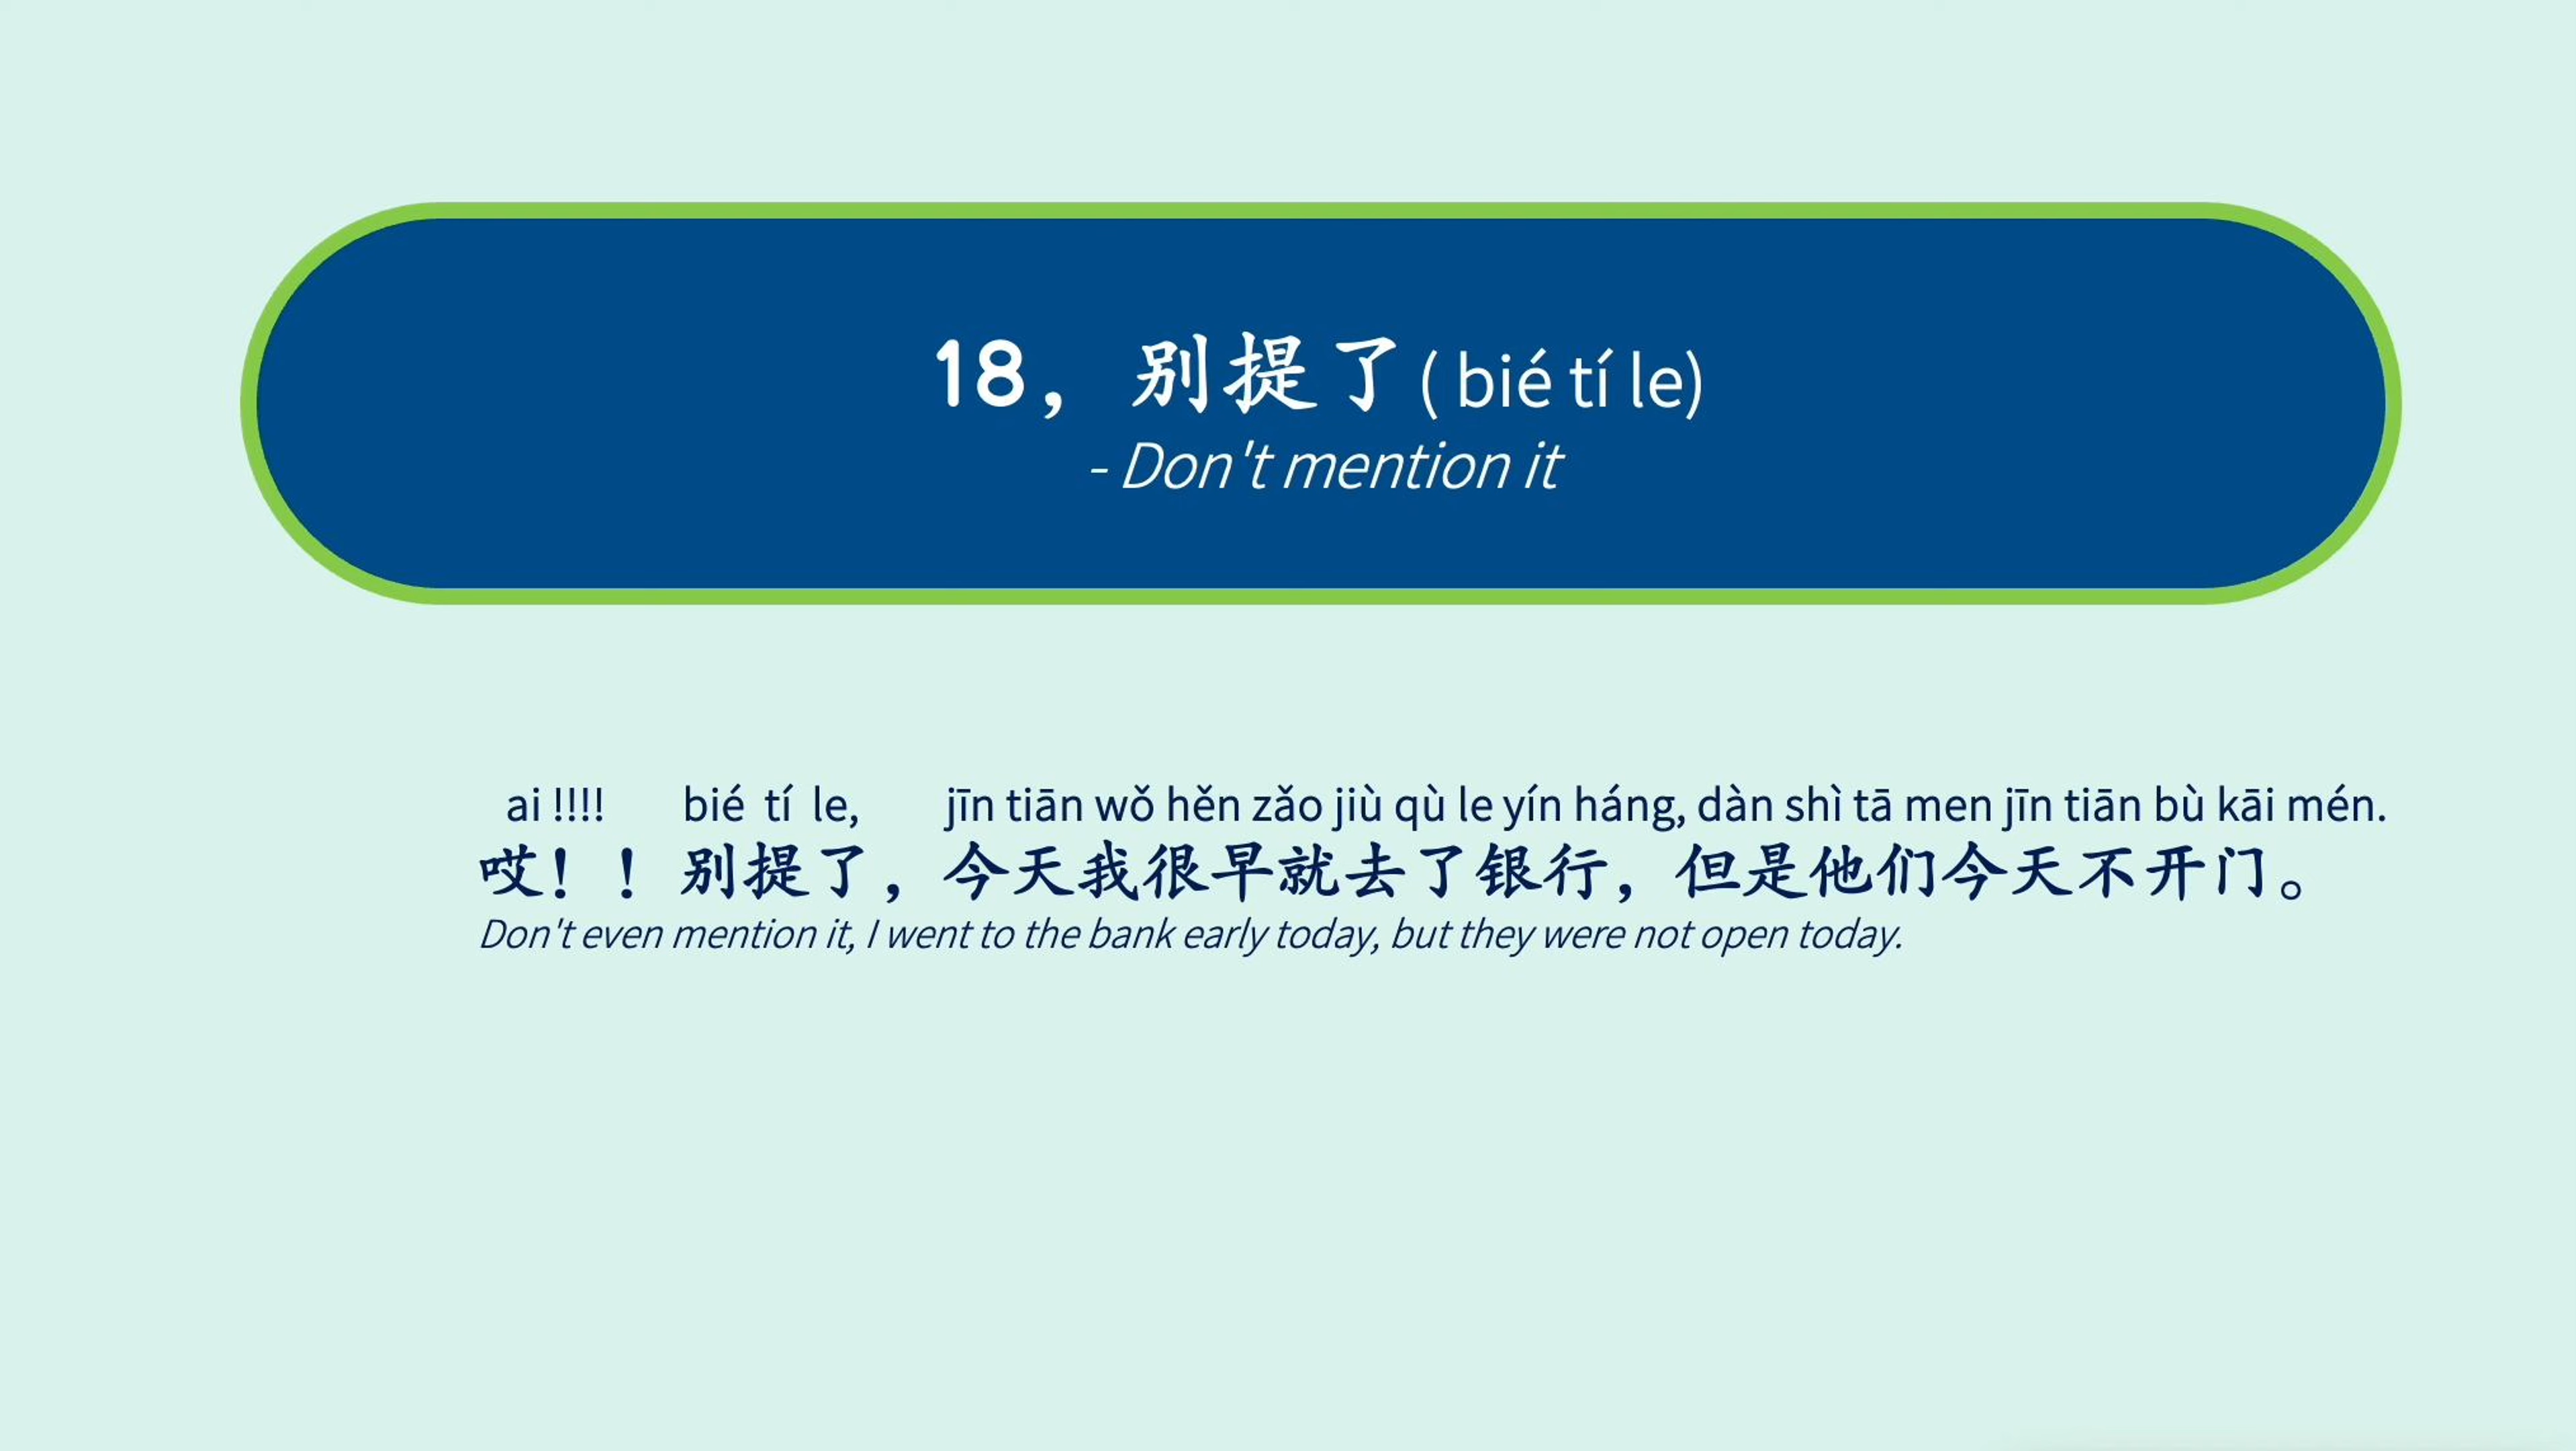 18，别提了( bié tí le)
- Don't mention it
ai !!!! bié tí le, jīn tiān wǒ hěn zǎo jiù qù le yín háng, dàn shì tā men jīn tiān bù kāi mén.
哎！！别提了，今天我很早就去了银行，但是他们今天不开门。
Don't even mention it, I went to the bank early today, but they were not open today.